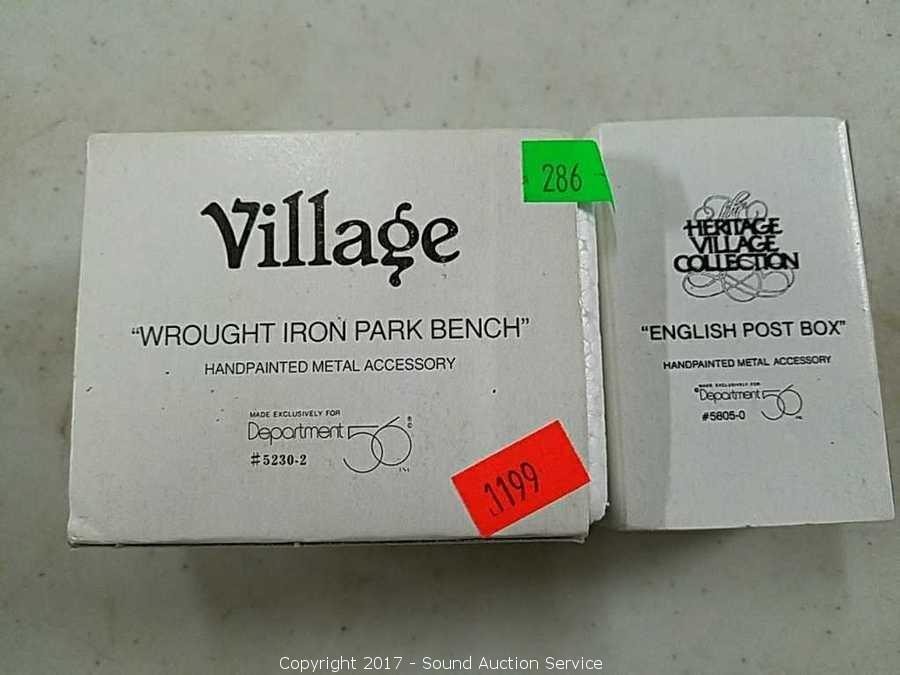 286
Village
"WROUGHT IRON PARK BENCH"
HANDPAINTED METAL ACCESSORY
MADE EXCLUSIVELY FOR
Department 56 ®©
#5230-2
INC
1199
The
HERITAGE
VILLAGE
COLLECTION
"ENGLISH POST BOX"
HANDPAINTED METAL ACCESSORY
MADE EXCLUSIVELY FOR
©Department 56
#5805-0
INC
Copyright 2017 - Sound Auction Service